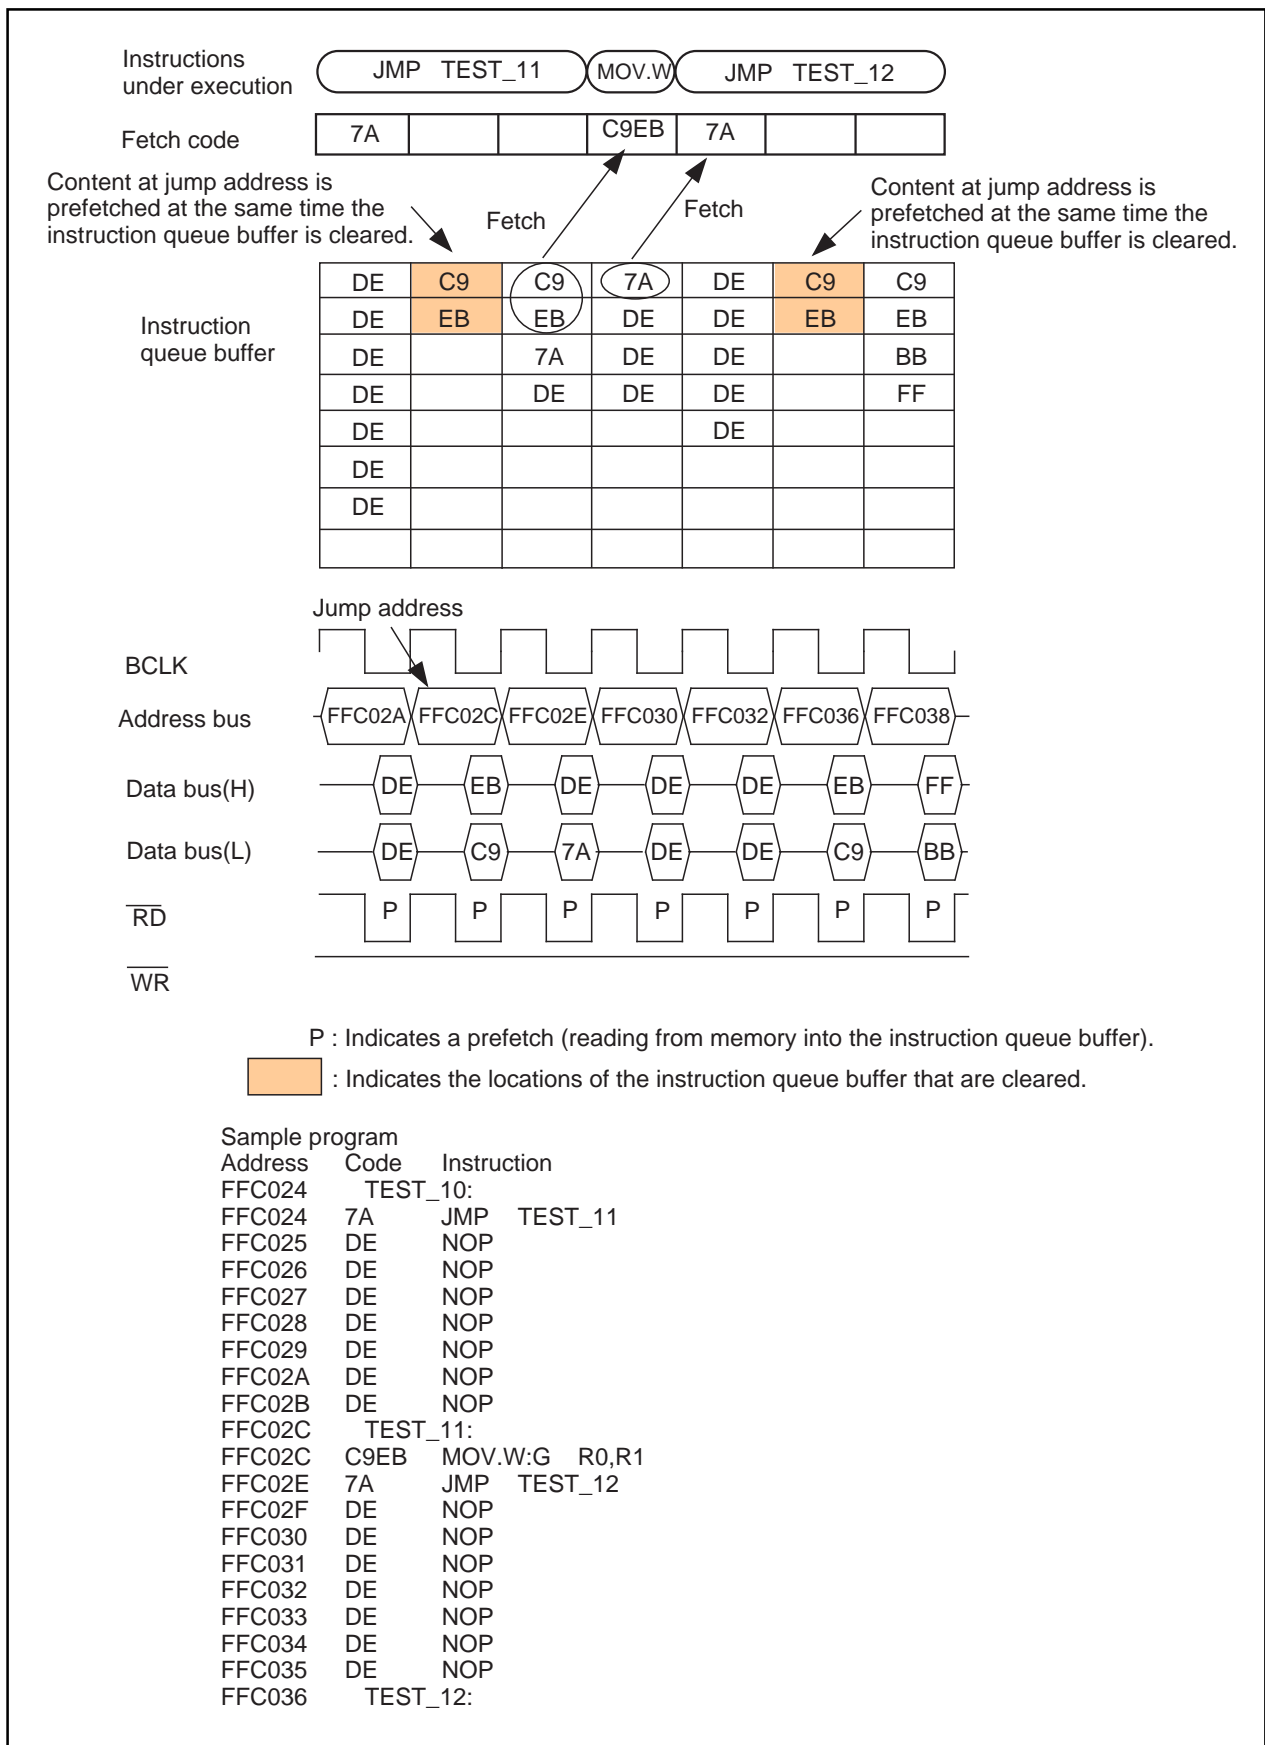 Instructions
under execution
JMP TEST_11
MOV.W
JMP TEST_12
Fetch code
7A
C9EB
7A
Content at jump address is
prefetched at the same time the
instruction queue buffer is cleared.
Fetch
Fetch
Content at jump address is
prefetched at the same time the
instruction queue buffer is cleared.
Instruction
queue buffer
DE C9 C9 7A DE C9 C9
DE EB EB DE DE EB EB
DE 7A DE DE BB
DE DE DE DE FF
DE DE
DE
DE
Jump address
BCLK
Address bus
FFC02A FFC02C FFC02E FFC030 FFC032 FFC036 FFC038
Data bus(H)
DE EB DE DE DE EB FF
Data bus(L)
DE C9 7A DE DE C9 BB
RD
P P P P P P P
WR
P : Indicates a prefetch (reading from memory into the instruction queue buffer).
: Indicates the locations of the instruction queue buffer that are cleared.
Sample program
Address Code Instruction
FFC024 TEST_10:
FFC024 7A JMP TEST_11
FFC025 DE NOP
FFC026 DE NOP
FFC027 DE NOP
FFC028 DE NOP
FFC029 DE NOP
FFC02A DE NOP
FFC02B DE NOP
FFC02C TEST_11:
FFC02C C9EB MOV.W:G R0,R1
FFC02E 7A JMP TEST_12
FFC02F DE NOP
FFC030 DE NOP
FFC031 DE NOP
FFC032 DE NOP
FFC033 DE NOP
FFC034 DE NOP
FFC035 DE NOP
FFC036 TEST_12: